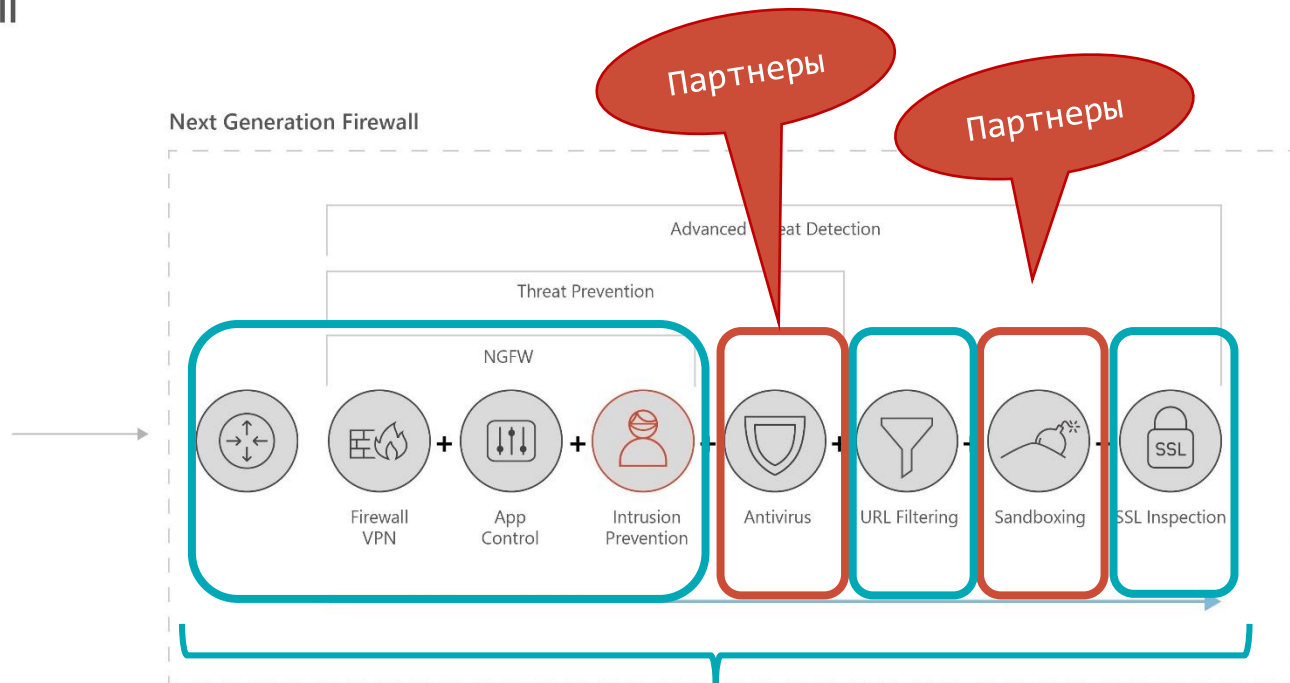 Партнеры
Партнеры
Next Generation Firewall
Advanced eat Detection
Threat Prevention
NGFW
SSL
Firewall
VPN
App
Control
Intrusion
Prevention
Antivirus
URL Filtering
Sandboxing
SSL Inspection